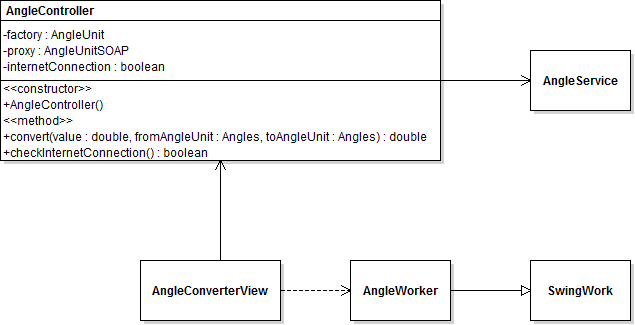 AngleController
-factory : AngleUnit
-proxy : AngleUnitSOAP
-internetConnection : boolean
<<constructor>>
+AngleController()
<<method>>
+convert(value : double, fromAngleUnit : Angles, toAngleUnit : Angles) : double
+checkInternetConnection() : boolean
AngleService
AngleConverterView
AngleWorker
SwingWork